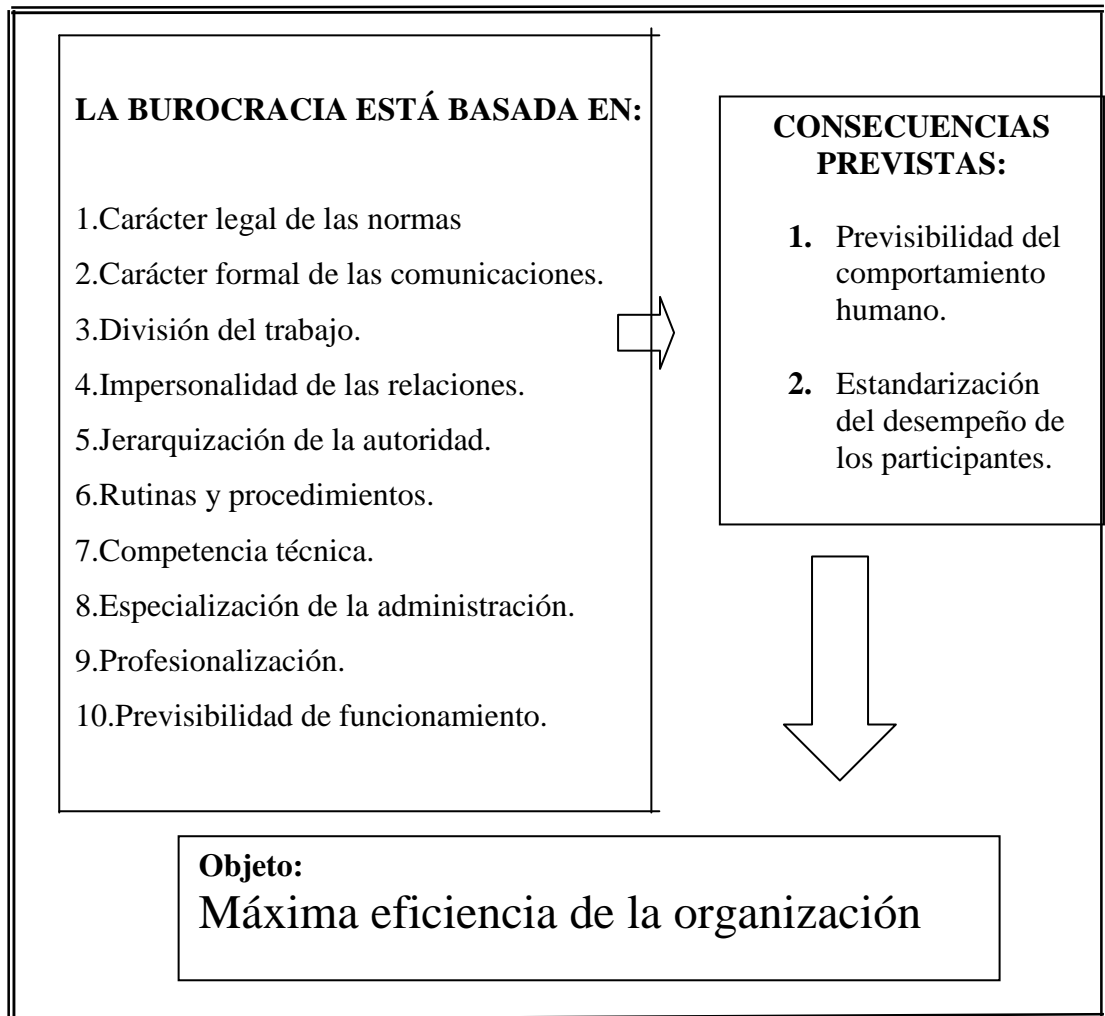 LA BUROCRACIA ESTÁ BASADA EN:
1.Carácter legal de las normas
2.Carácter formal de las comunicaciones.
3.División del trabajo.
4.Impersonalidad de las relaciones.
5.Jerarquización de la autoridad.
6.Rutinas y procedimientos.
7.Competencia técnica.
8.Especialización de la administración.
9.Profesionalización.
10.Previsibilidad de funcionamiento.
CONSECUENCIAS
PREVISTAS:
1. Previsibilidad del
comportamiento
humano.
2. Estandarización
del desempeño de
los participantes.
Objeto:
Máxima eficiencia de la organización